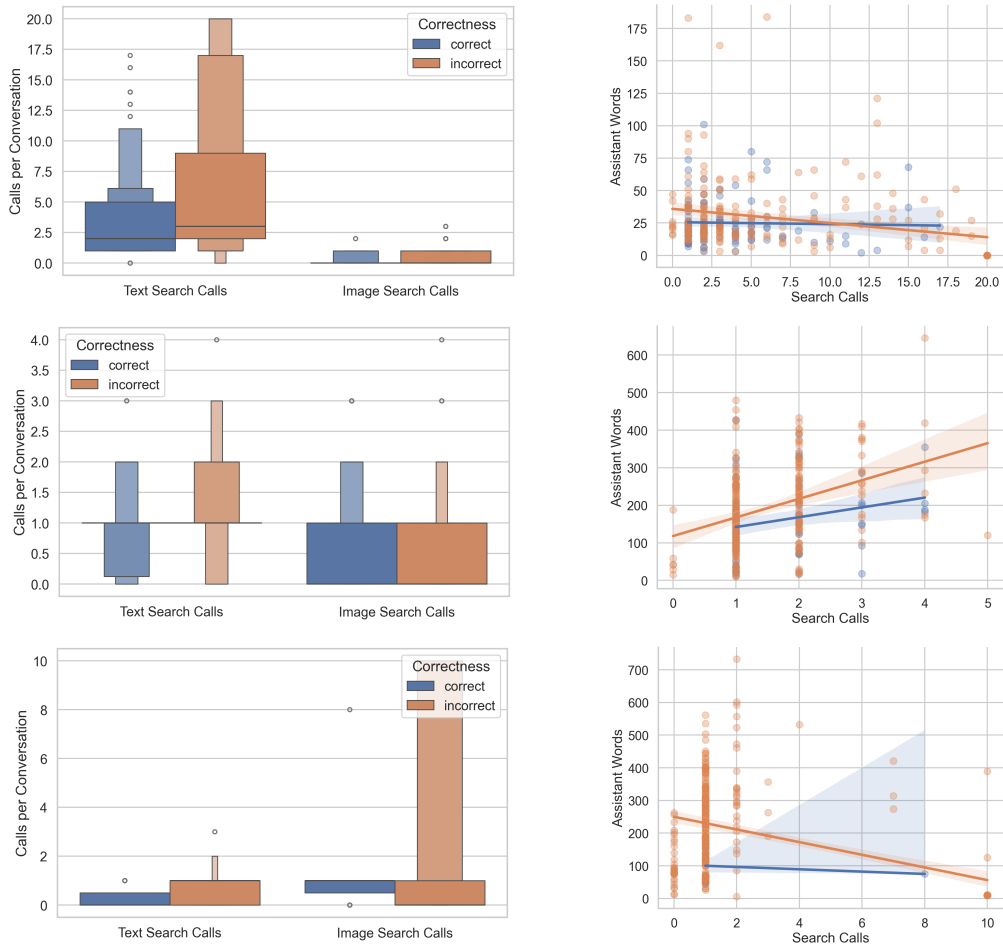 20.0
17.5
15.0
12.5
10.0
7.5
5.0
2.5
0.0
Calls per Conversation
Correctness
correct
incorrect
Text Search Calls
Image Search Calls
175
150
125
100
75
50
25
0
Assistant Words
0.0 2.5 5.0 7.5 10.0 12.5 15.0 17.5 20.0
Search Calls
4.0
3.5
3.0
2.5
2.0
1.5
1.0
0.5
0.0
Calls per Conversation
Correctness
correct
incorrect
Text Search Calls
Image Search Calls
600
500
400
300
200
100
0
Assistant Words
0 1 2 3 4 5
Search Calls
10
8
6
4
2
0
Calls per Conversation
Correctness
correct
incorrect
Text Search Calls
Image Search Calls
700
600
500
400
300
200
100
0
Assistant Words
0 2 4 6 8 10
Search Calls